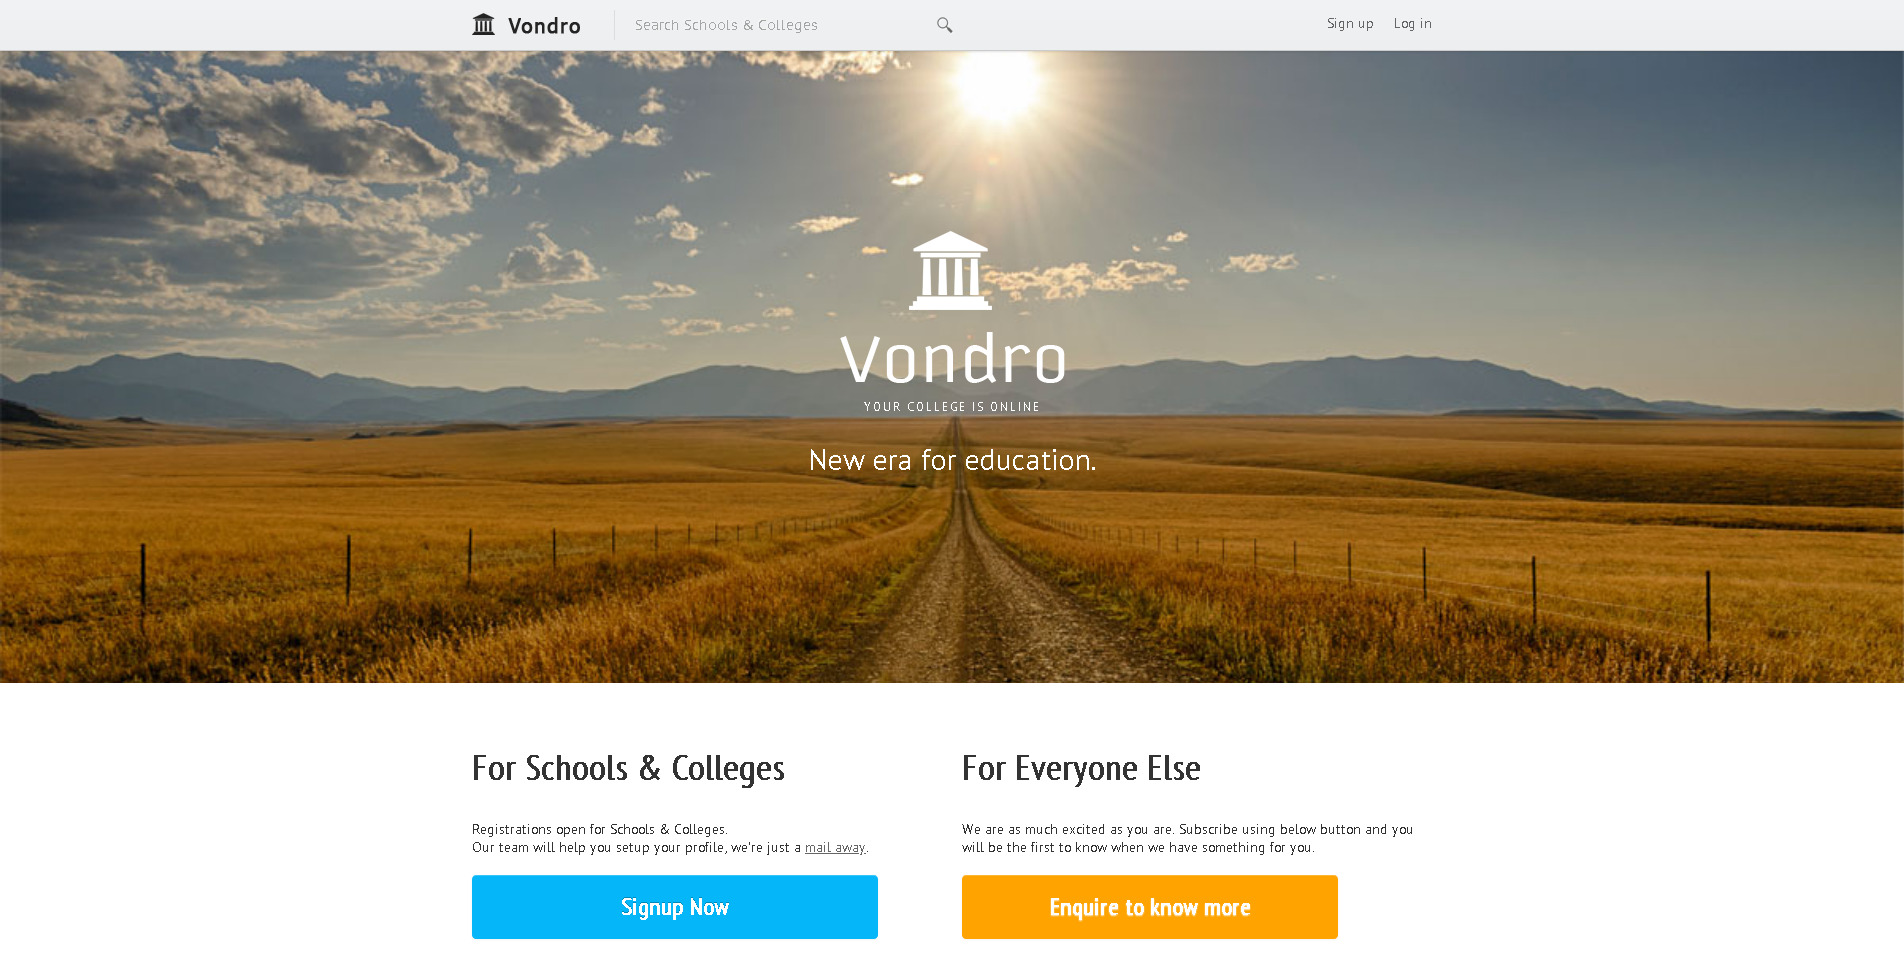 Vondro
Search Schools & Colleges
Sign up
Log in
Vondro
YOUR COLLEGE IS ONLINE
New era for education.
For Schools & Colleges
Registrations open for Schools & Colleges.
Our team will help you setup your profile, we're just a mail away.
Signup Now
For Everyone Else
We are as much excited as you are. Subscribe using below button and you
will be the first to know when we have something for you.
Enquire to know more